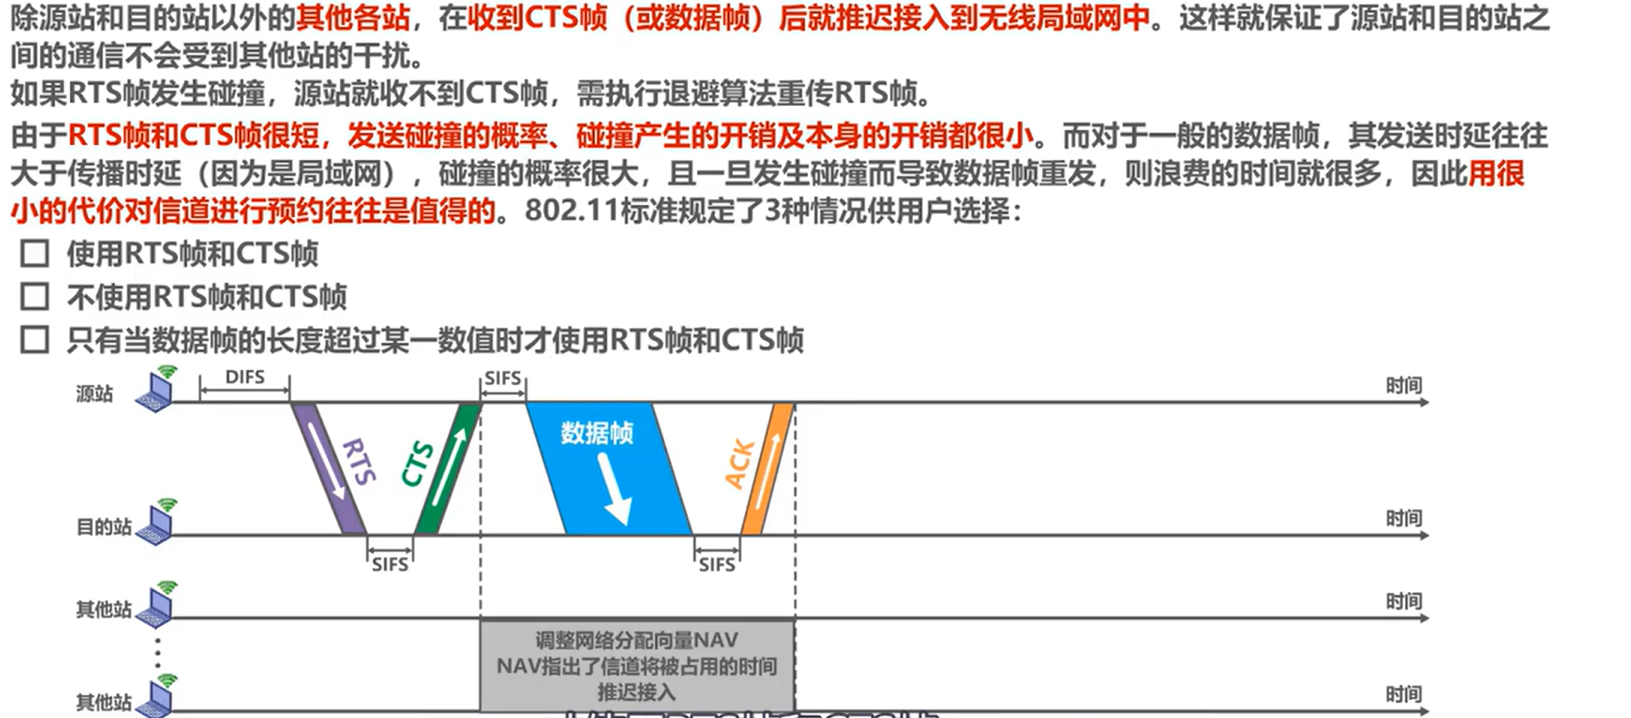 除源站和目的站以外的其他各站，在收到CTS帧（或数据帧）后就推迟接入到无线局域网中。这样就保证了源站和目的站之
间的通信不会受到其他站的干扰。
如果RTS帧发生碰撞，源站就收不到CTS帧，需执行退避算法重传RTS帧。
由于RTS帧和CTS帧很短，发送碰撞的概率、碰撞产生的开销及本身的开销都很小。而对于一般的数据帧，其发送时延往往
大于传播时延（因为是局域网），碰撞的概率很大，且一旦发生碰撞而导致数据帧重发，则浪费的时间就很多，因此用很
小的代价对信道进行预约往往是值得的。802.11标准规定了3种情况供用户选择：
使用RTS帧和CTS帧
不使用RTS帧和CTS帧
只有当数据帧的长度超过某一数值时才使用RTS帧和CTS帧
源站
DIFS
SIFS
时间
RTS
CTS
数据帧
ACK
目的站
时间
SIFS
SIFS
其他站
时间
调整网络分配向量NAV
NAV指出了信道将被占用的时间
推迟接入
其他站
时间